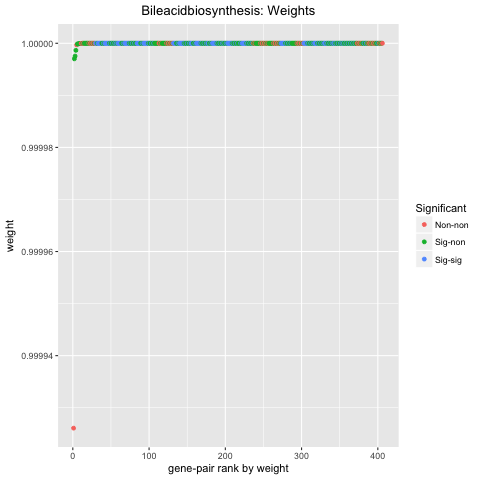 Bileacidbiosynthesis: Weights
1.00000
0.99998
0.99996
0.99994
weight
0
100
200
300
400
gene-pair rank by weight
Significant
Non-non
Sig-non
Sig-sig